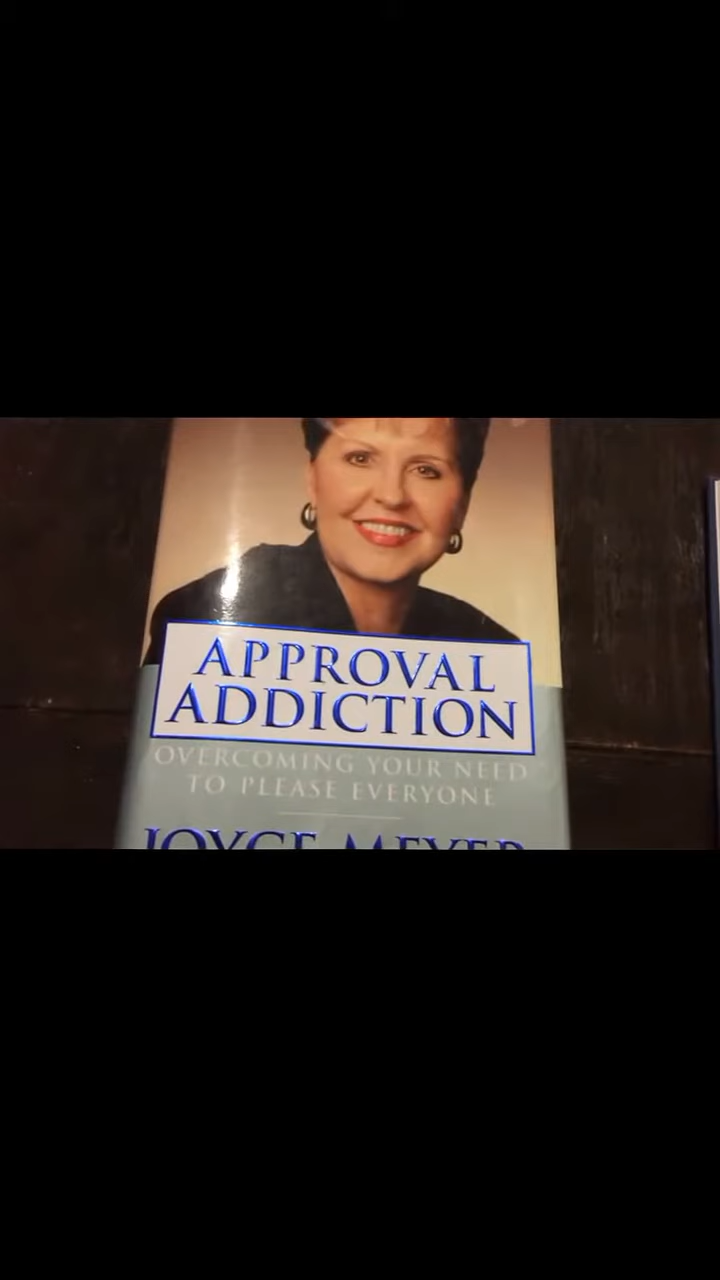 APPROVAL
ADDICTION
OVERCOMING YOUR NEED
TO PLEASE EVERYONE
JOYCE MEYER